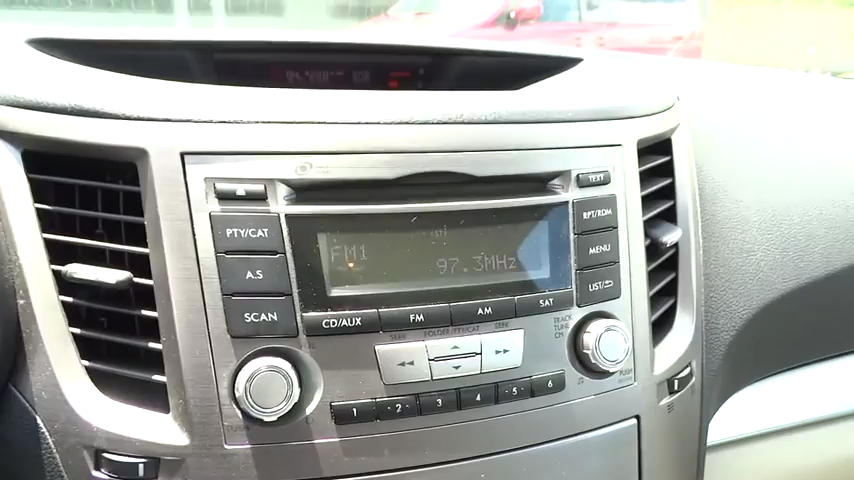 TEXT
PTY/CAT
RPT/RDM
ST
FM1
97.3MHz
A.S
MENU
SCAN
LIST/
CD/AUX FM AM SAT
SEEK FOLDER/PTY/CAT SEEK
TRACK
TUNE
CH
1 2 3 4 5 6
PUSH